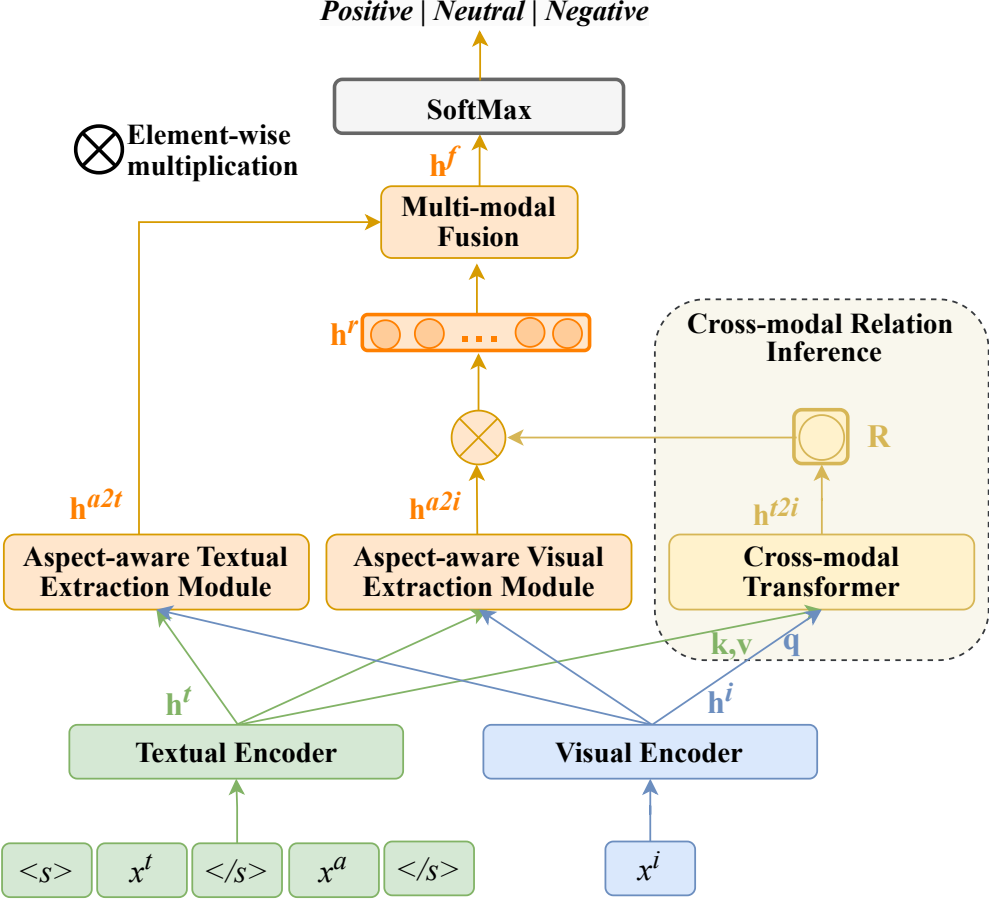 Positive | Neutral | Negative
SoftMax
Element-wise
multiplication
h^f
Multi-modal
Fusion
h^r
...
Cross-modal Relation
Inference
R
h^{a2t}
h^{a2i}
h^{t2i}
Aspect-aware Textual
Extraction Module
Aspect-aware Visual
Extraction Module
Cross-modal
Transformer
k,v
q
h^t
h^i
Textual Encoder
Visual Encoder
<s> x^t </s> x^a </s>
x^i